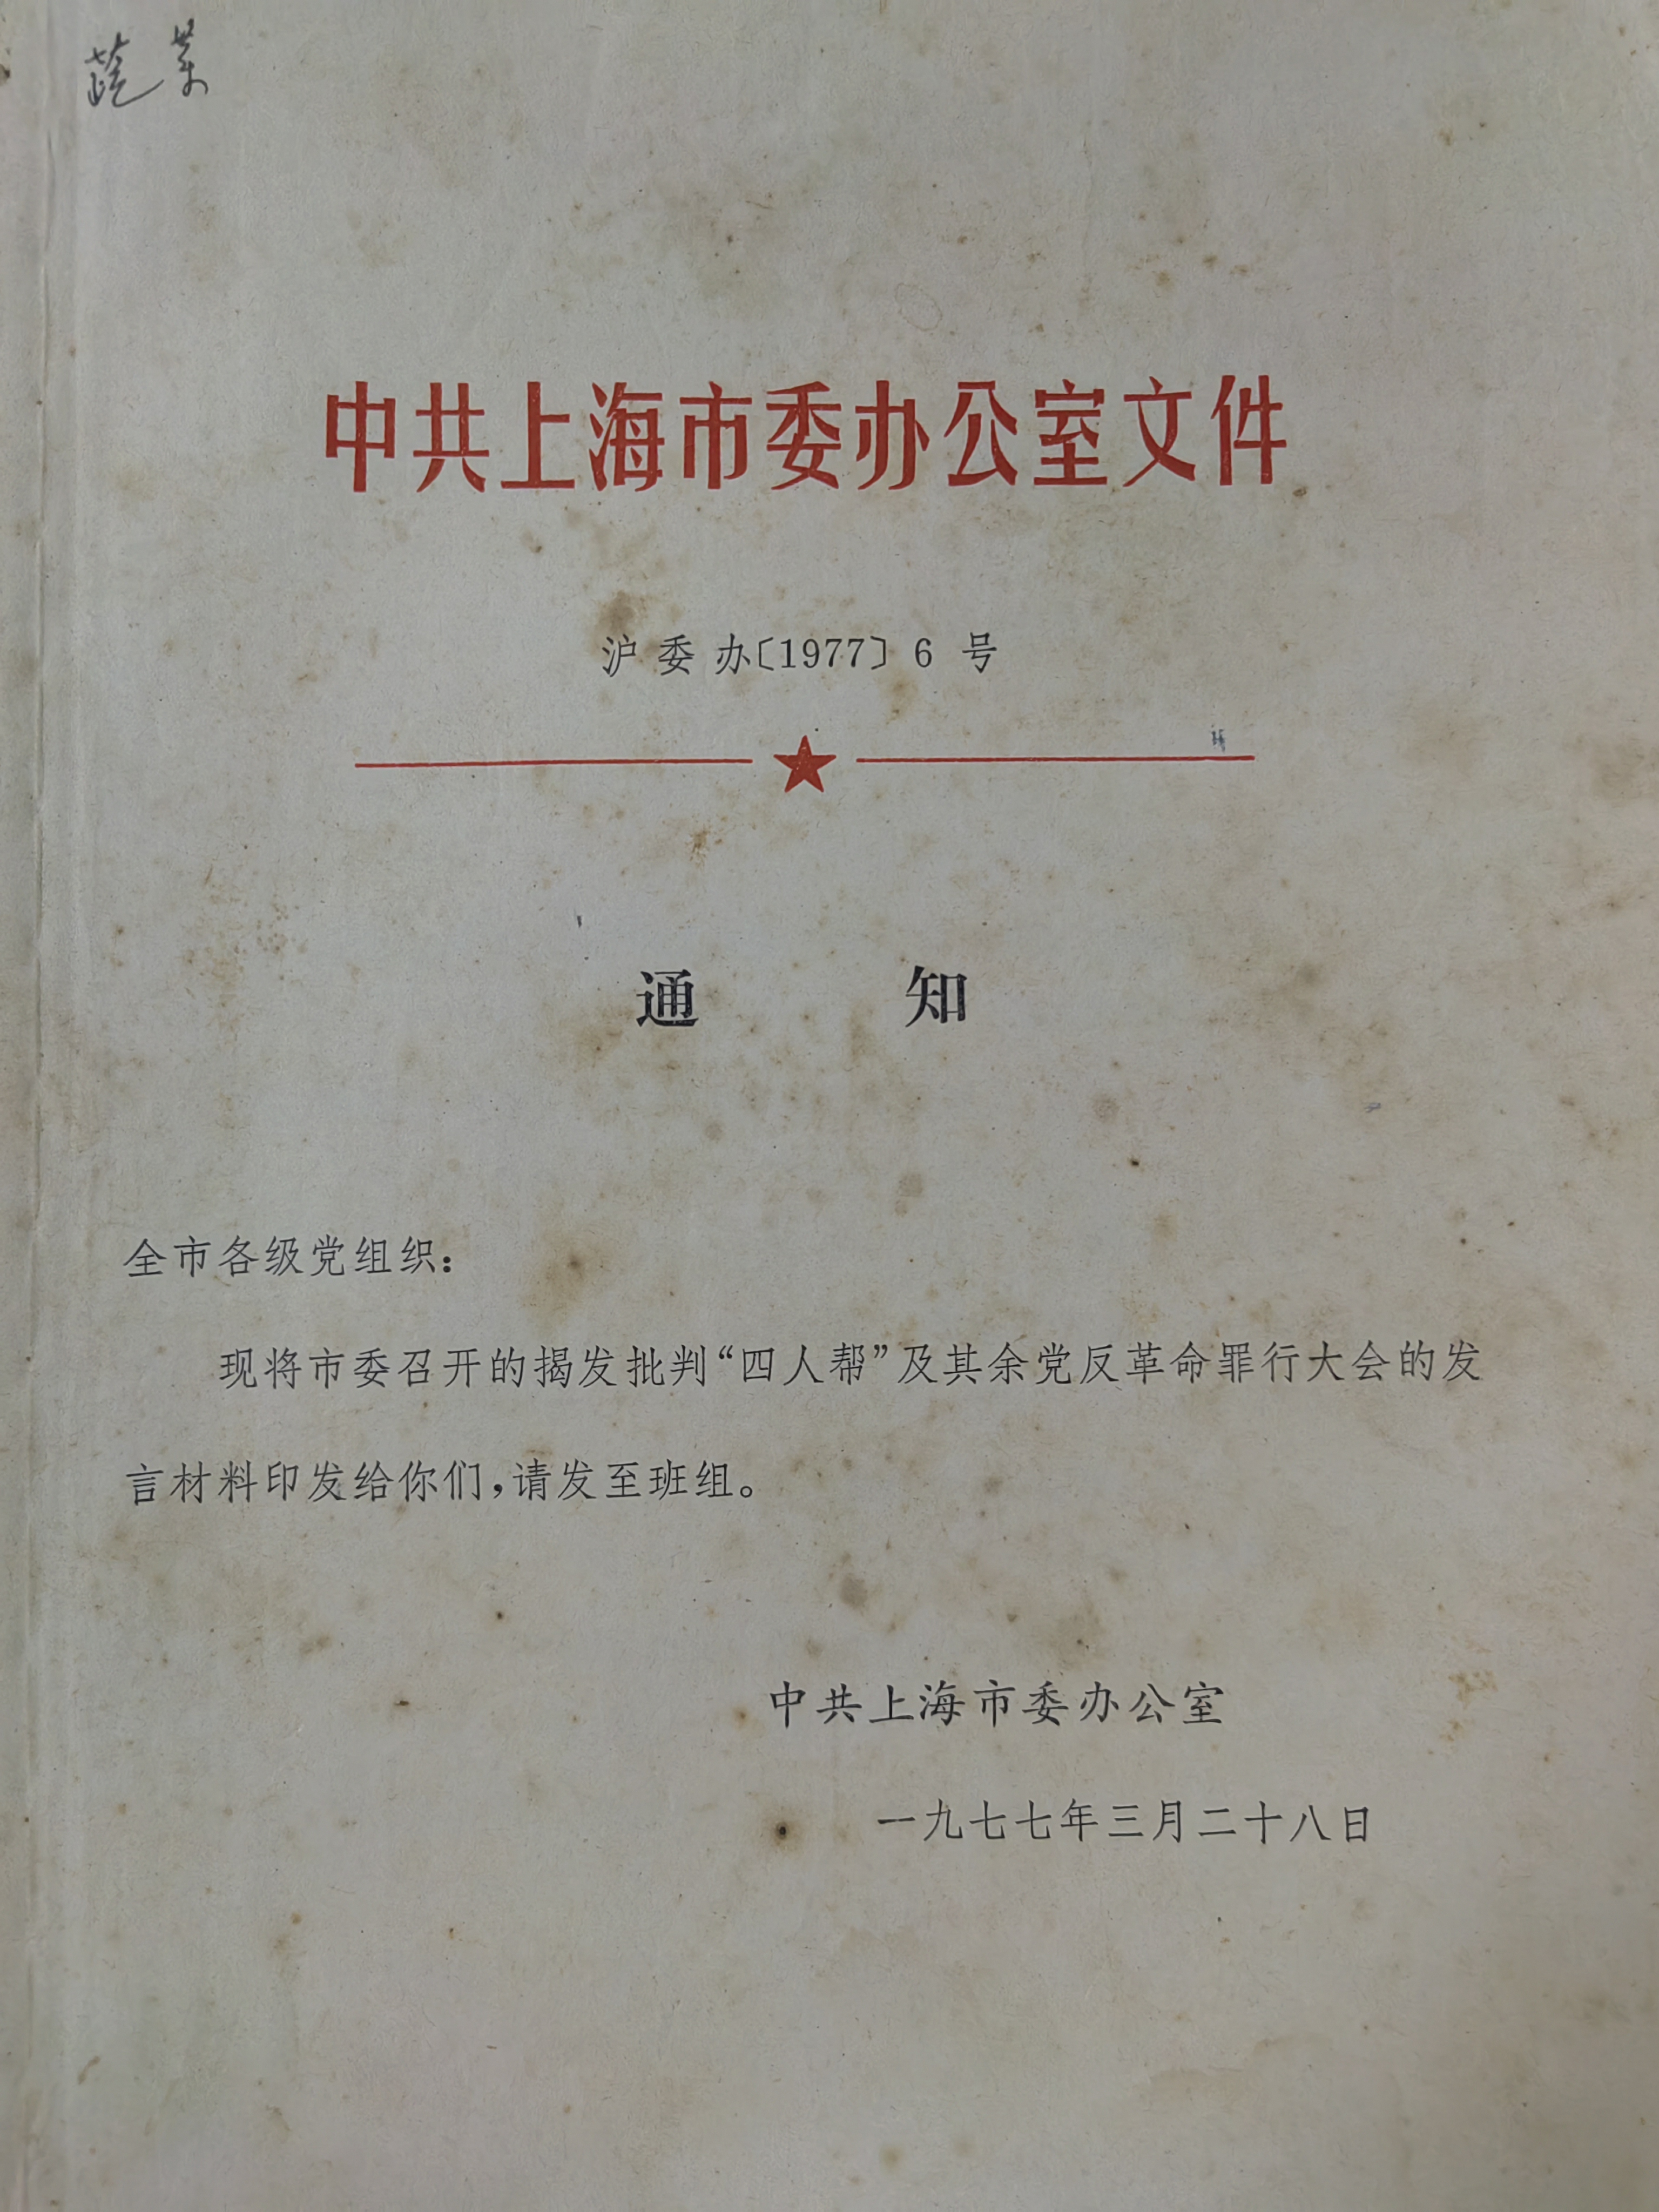 蔬菜
中共上海市委办公室文件
沪委办〔1977〕6 号
通 知
全市各级党组织：
现将市委召开的揭发批判“四人帮”及其余党反革命罪行大会的发
言材料印发给你们，请发至班组。
中共上海市委办公室
一九七七年三月二十八日